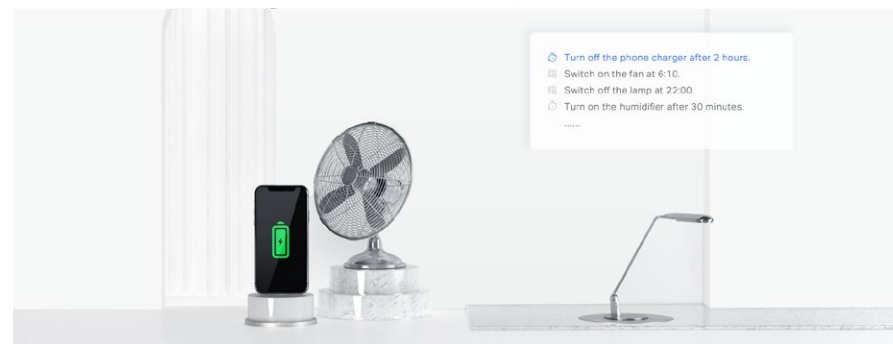 Turn off the phone charger after 2 hours.
Switch on the fan at 6:10.
Switch off the lamp at 22:00
Turn on the humidifier after 30 minutes.
......